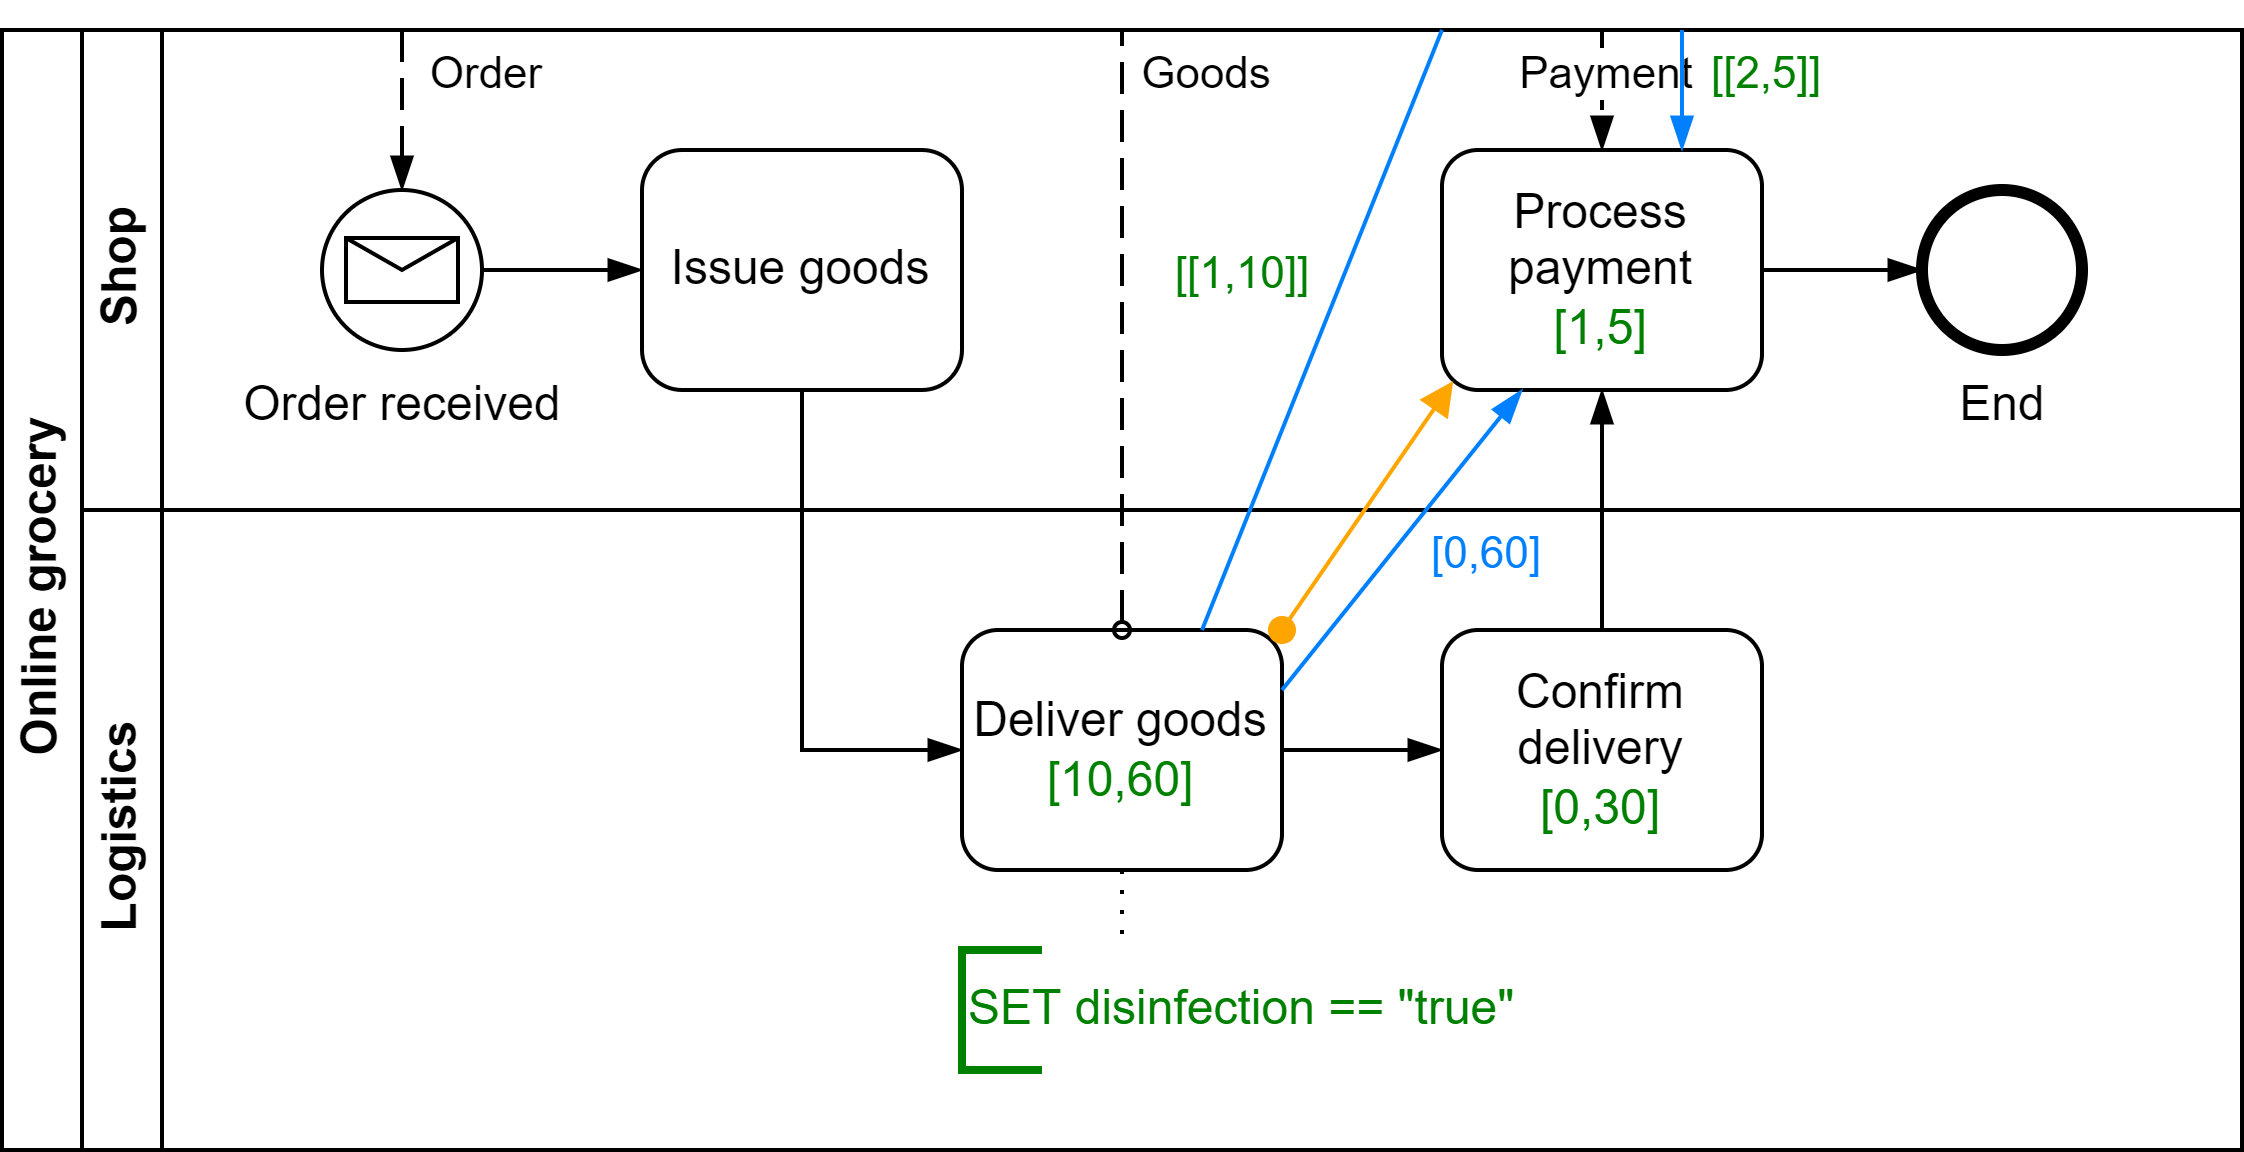 Online grocery
Shop
Order
Goods
Payment
[[2,5]]
Order received
Issue goods
[[1,10]]
Process
payment
[1,5]
End
Logistics
[0,60]
Deliver goods
[10,60]
Confirm
delivery
[0,30]
SET disinfection == "true"